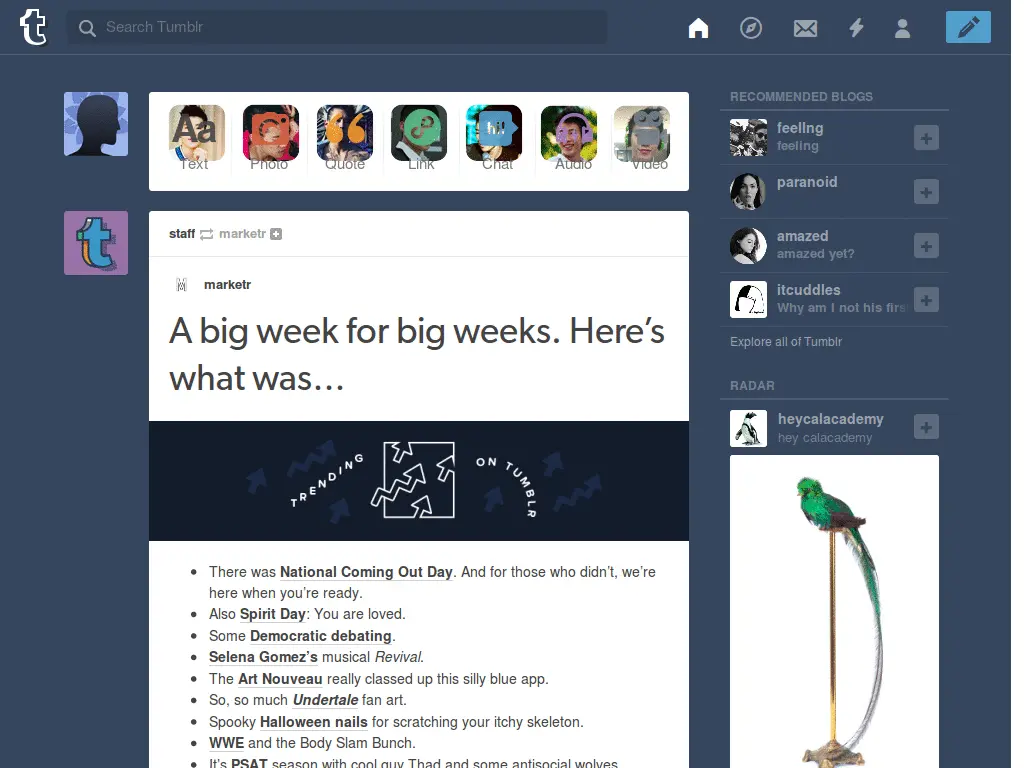 t Search Tumblr
Aa hi!
Text Photo Quote Link Chat Audio Video
staff marketr
marketr
A big week for big weeks. Here’s
what was…
TRENDING ON TUMBLR
There was National Coming Out Day. And for those who didn’t, we’re
here when you’re ready.
Also Spirit Day: You are loved.
Some Democratic debating.
Selena Gomez’s musical Revival.
The Art Nouveau really classed up this silly blue app.
So, so much Undertale fan art.
Spooky Halloween nails for scratching your itchy skeleton.
WWE and the Body Slam Bunch.
It’s PSAT season with cool guy Thad and some antisocial wolves.
RECOMMENDED BLOGS
feeling
feeling
paranoid
amazed
amazed yet?
itcuddles
Why am I not his firs
Explore all of Tumblr
RADAR
heycalacademy
hey calacademy